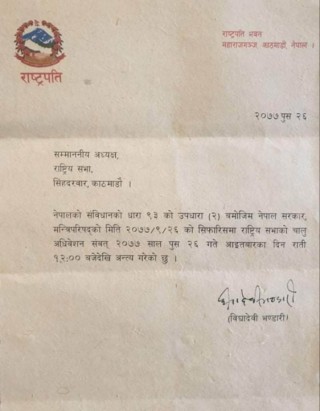 राष्ट्रपति
राष्ट्रपति भवन
महाराजगञ्ज, काठमाडौं, नेपाल ।
२०७७ पुस २६
सम्माननीय अध्यक्ष,
राष्ट्रिय सभा,
सिंहदरबार, काठमाडौं ।
नेपालको संविधानको धारा ९३ को उपधारा (२) बमोजिम नेपाल सरकार,
मन्त्रिपरिषद्को मिति २०७७/९/२६ को सिफारिसमा राष्ट्रिय सभाको चालु
अधिवेशन संवत् २०७७ साल पुस २६ गते आइतबारका दिन राती
१२:०० बजेदेखि अन्त्य गरेको छु ।
(विद्यादेवी भण्डारी)